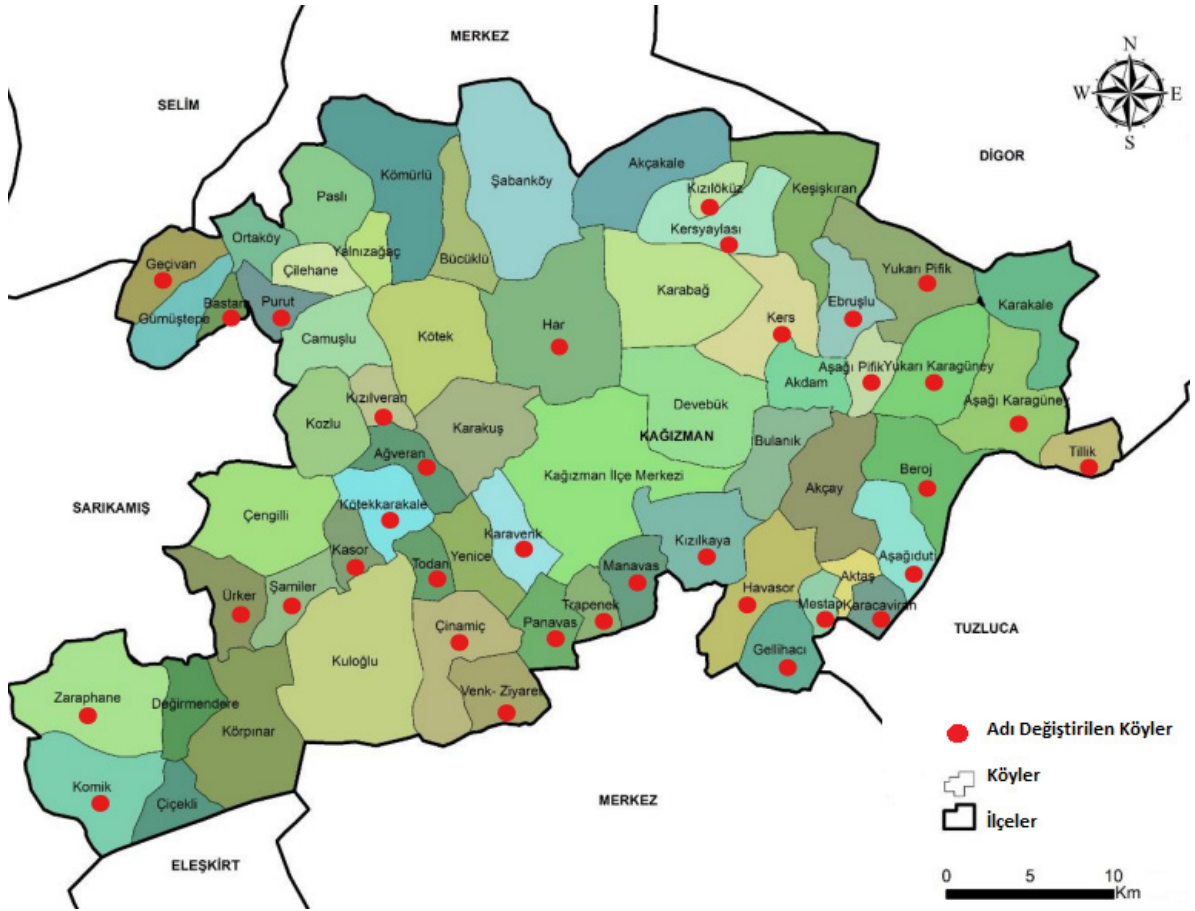 MERKEZ
N
W
E
S
SELİM
DİGOR
Akçakale
Kömürlü
Şabanköy
Keşişkıran
Kızılöküz
Paslı
Kersyaylası
Ortaköy
Yalnızağaç
Bücüklü
Geçivan
Çilehane
Yukarı Pifik
Karabağ
Bastan
Purut
Ebruşlu
Karakale
Gümüştepe
Har
Kers
Camuşlu
Kötek
Aşağı Pifik
Yukarı Karagüney
Akdam
Kızılveran
Devebük
Aşağı Karagüney
Kozlu
Karakuş
KAĞIZMAN
Bulanık
Ağveran
Tillik
Kağızman İlçe Merkezi
Beroj
Akçay
SARIKAMIŞ
Kötekkarakale
Çengilli
Karavenk
Kızılkaya
Kasor
Todan
Yenice
Aşağıdut
Manavas
Aktaş
Ürker
Şamiler
Havasor
Trapenek
Mestap
Karacaviran
Çinamiç
Panavas
TUZLUCA
Gellihacı
Kuloğlu
Zaraphane
Değirmendere
Venk- Ziyaret
Körpınar
Komik
Çiçekli
MERKEZ
ELEŞKİRT
Adı Değiştirilen Köyler
Köyler
İlçeler
0 5 10
Km